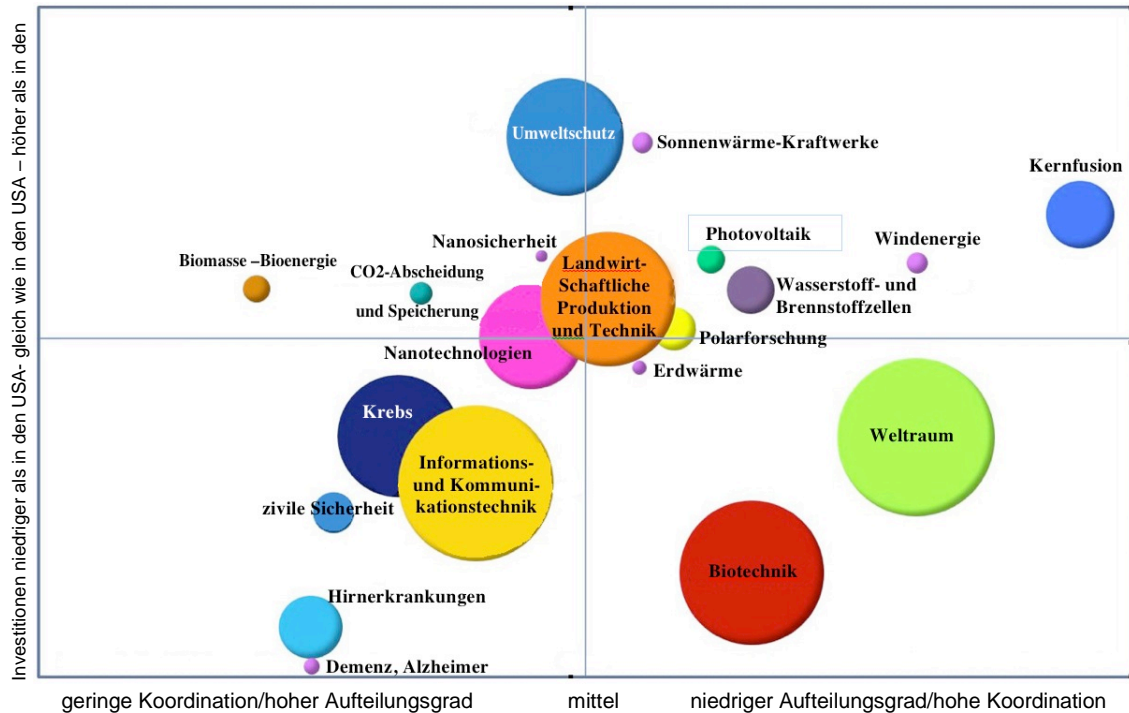 Investitionen niedriger als in den USA- gleich wie in den USA – höher als in den
Umweltschutz
Sonnenwärme-Kraftwerke
Kernfusion
Photovoltaik
Windenergie
Nanosicherheit
Biomasse –Bioenergie
CO2-Abscheidung
und Speicherung
Landwirt-
Schaftliche
Produktion
und Technik
Wasserstoff- und
Brennstoffzellen
Nanotechnologien
Polarforschung
Erdwärme
Krebs
Weltraum
Informations-
und Kommuni-
kationstechnik
zivile Sicherheit
Biotechnik
Hirnerkrankungen
Demenz, Alzheimer
geringe Koordination/hoher Aufteilungsgrad
mittel
niedriger Aufteilungsgrad/hohe Koordination